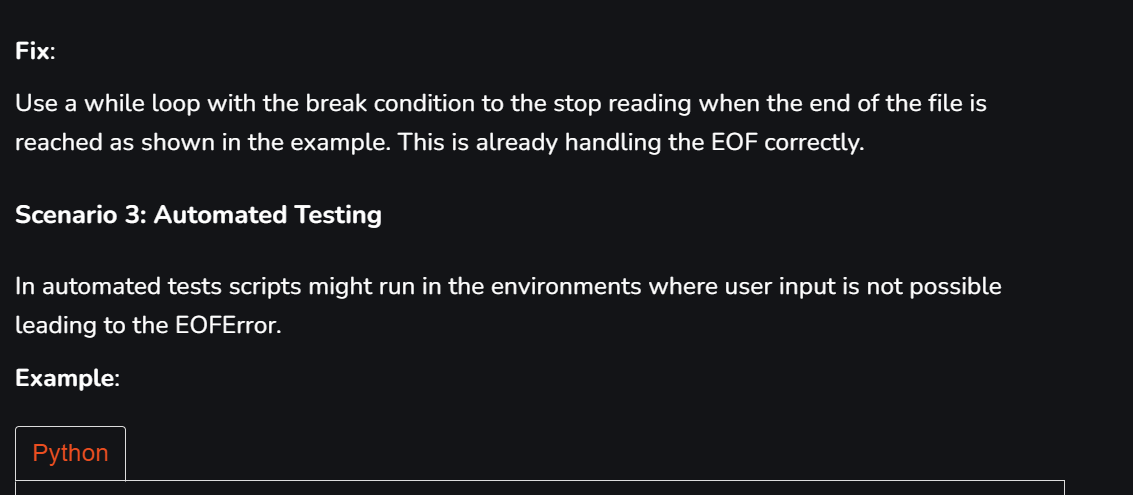 Fix:
Use a while loop with the break condition to the stop reading when the end of the file is
reached as shown in the example. This is already handling the EOF correctly.
Scenario 3: Automated Testing
In automated tests scripts might run in the environments where user input is not possible
leading to the EOFError.
Example:
Python